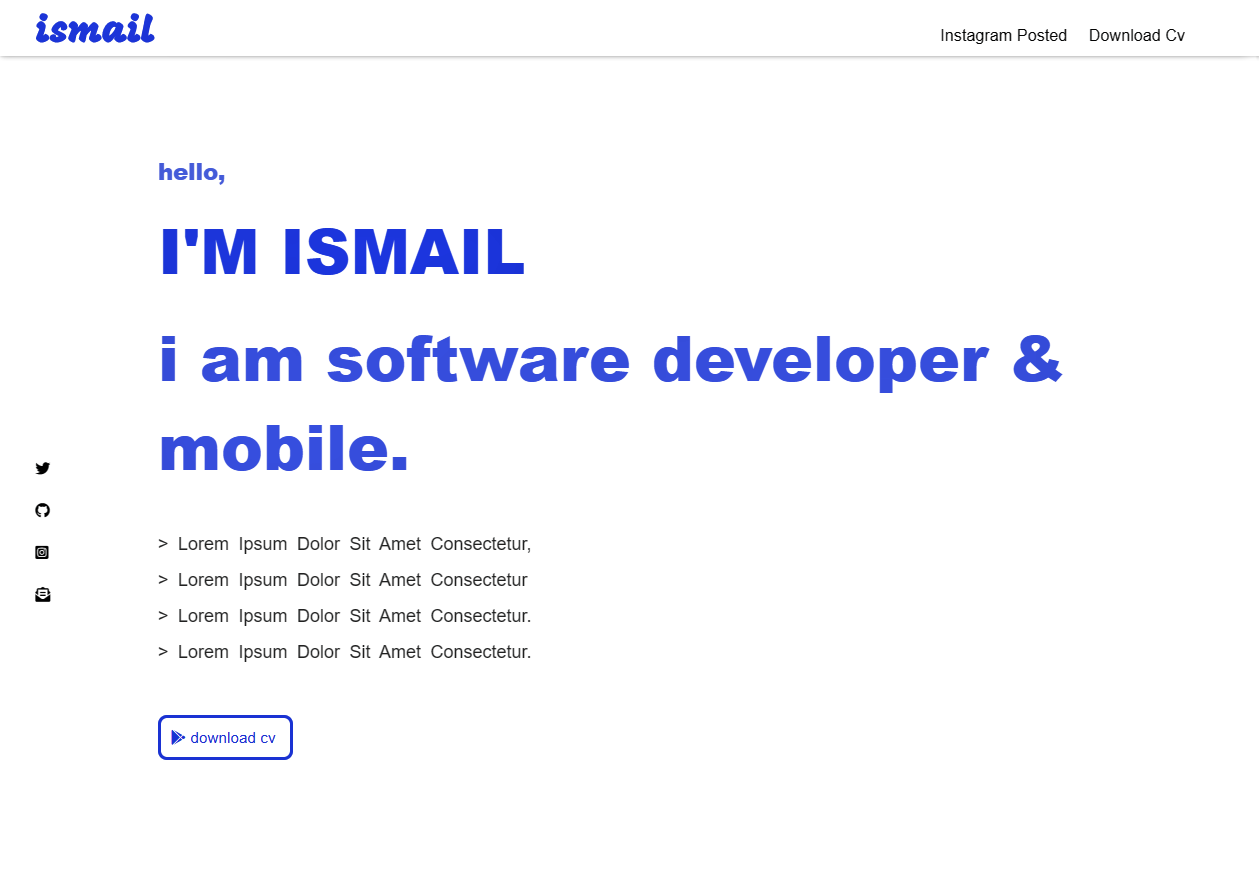 ismail
Instagram Posted Download Cv
hello,
I'M ISMAIL
i am software developer &
mobile.
> Lorem Ipsum Dolor Sit Amet Consectetur,
> Lorem Ipsum Dolor Sit Amet Consectetur
> Lorem Ipsum Dolor Sit Amet Consectetur.
> Lorem Ipsum Dolor Sit Amet Consectetur.
download cv